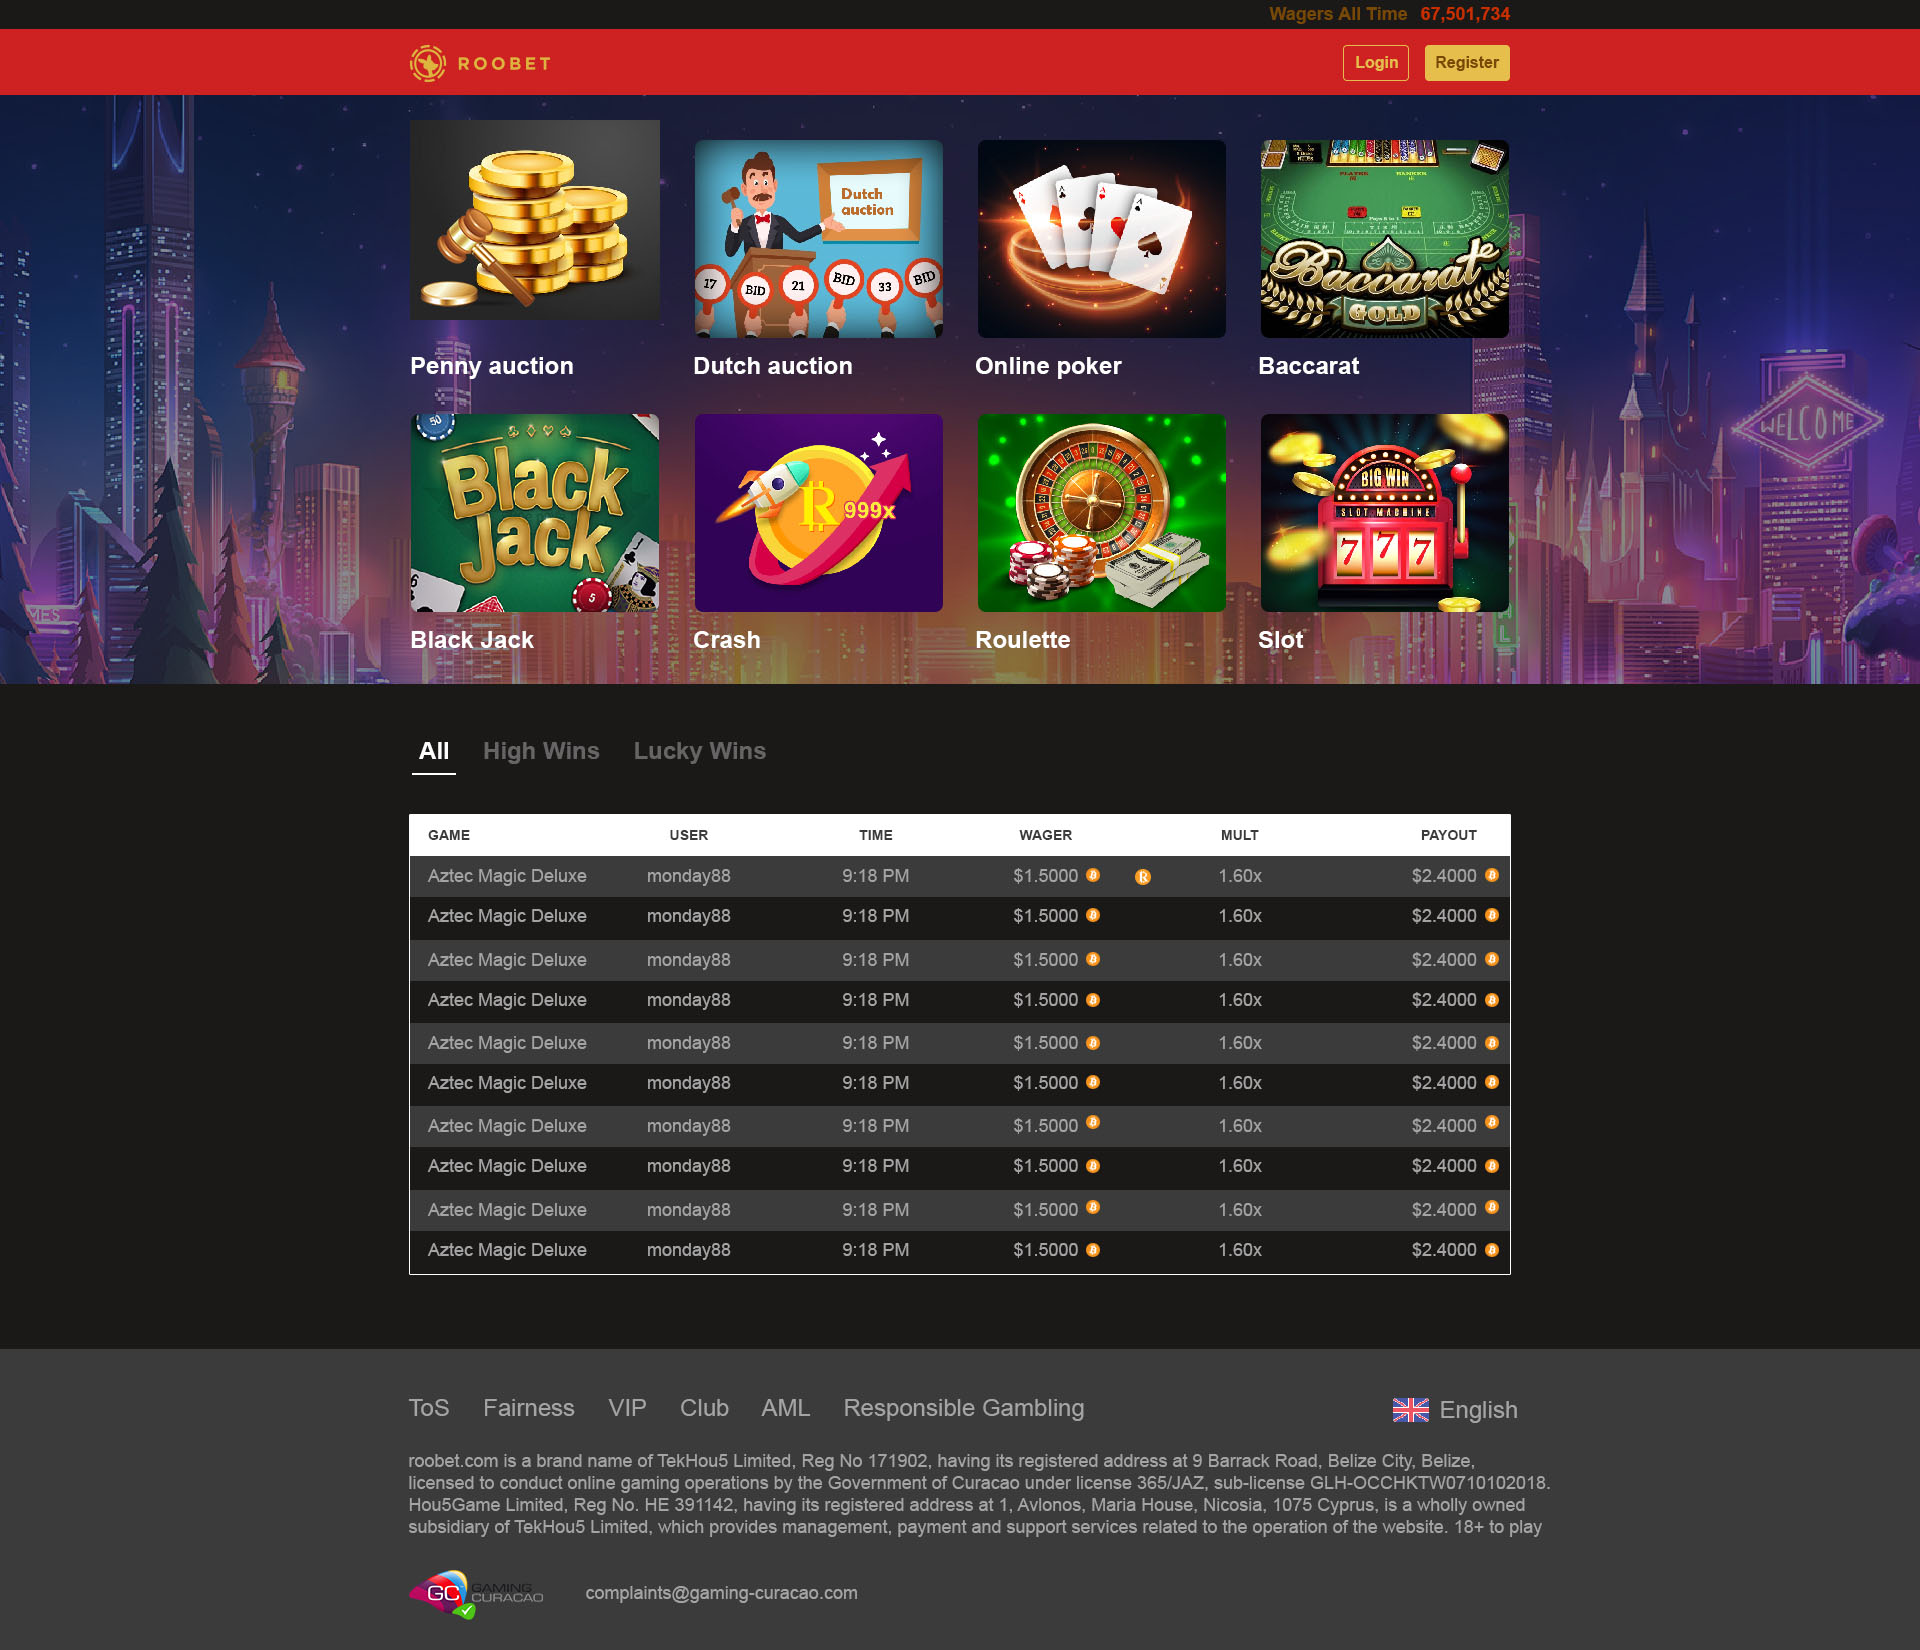 Wagers All Time 67,501,734
ROOBET
Login
Register
Dutch
auction
17 BID 21 BID 33 BID
Baccarat
GOLD
Penny auction
Dutch auction
Online poker
Baccarat
50
Black
Jack
5
999x
BIG WIN
SLOT MACHINE
7 7 7
WELCOME
Black Jack
Crash
Roulette
Slot
All
High Wins
Lucky Wins
GAME USER TIME WAGER MULT PAYOUT
Aztec Magic Deluxe monday88 9:18 PM $1.5000 1.60x $2.4000
Aztec Magic Deluxe monday88 9:18 PM $1.5000 1.60x $2.4000
Aztec Magic Deluxe monday88 9:18 PM $1.5000 1.60x $2.4000
Aztec Magic Deluxe monday88 9:18 PM $1.5000 1.60x $2.4000
Aztec Magic Deluxe monday88 9:18 PM $1.5000 1.60x $2.4000
Aztec Magic Deluxe monday88 9:18 PM $1.5000 1.60x $2.4000
Aztec Magic Deluxe monday88 9:18 PM $1.5000 1.60x $2.4000
Aztec Magic Deluxe monday88 9:18 PM $1.5000 1.60x $2.4000
Aztec Magic Deluxe monday88 9:18 PM $1.5000 1.60x $2.4000
Aztec Magic Deluxe monday88 9:18 PM $1.5000 1.60x $2.4000
ToS Fairness VIP Club AML Responsible Gambling
English
roobet.com is a brand name of TekHou5 Limited, Reg No 171902, having its registered address at 9 Barrack Road, Belize City, Belize,
licensed to conduct online gaming operations by the Government of Curacao under license 365/JAZ, sub-license GLH-OCCHKTW0710102018.
Hou5Game Limited, Reg No. HE 391142, having its registered address at 1, Avlonos, Maria House, Nicosia, 1075 Cyprus, is a wholly owned
subsidiary of TekHou5 Limited, which provides management, payment and support services related to the operation of the website. 18+ to play
GC GAMING
CURACAO
complaints@gaming-curacao.com